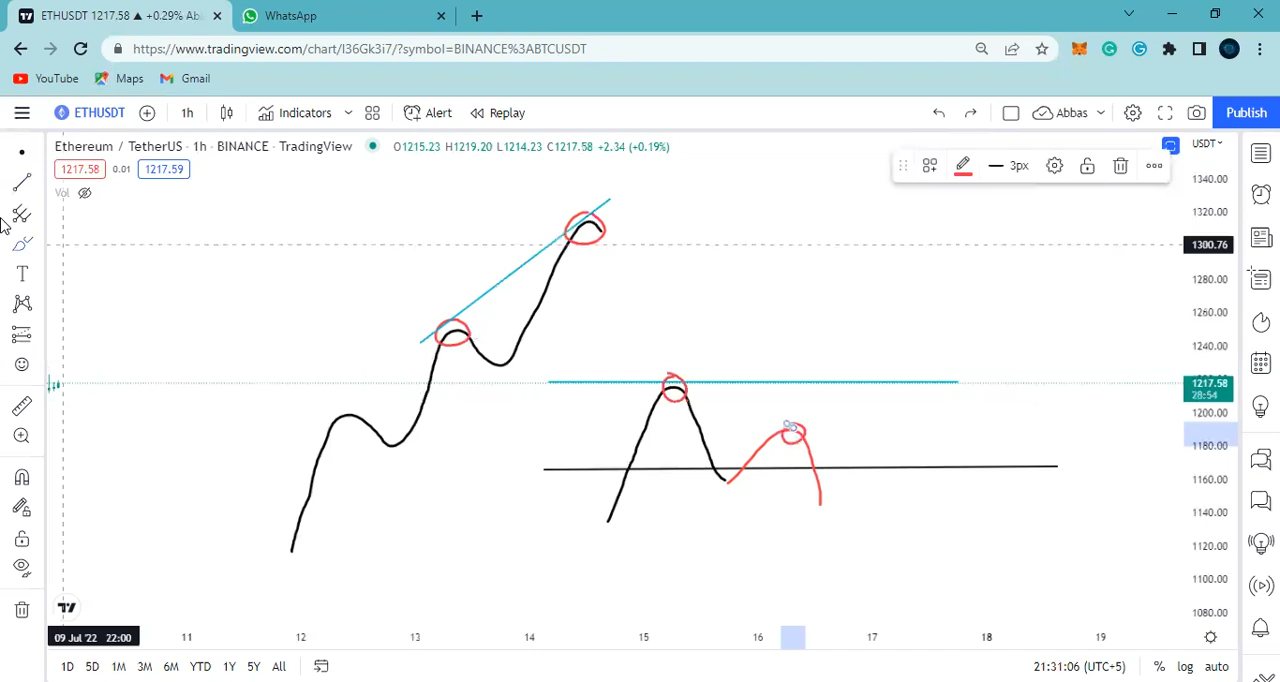 ETHUSDT 1217.58 ▲ +0.29% Ab
WhatsApp
https://www.tradingview.com/chart/I36Gk3i7/?symbol=BINANCE%3ABTCUSDT
YouTube Maps Gmail
ETHUSDT 1h Indicators Alert Replay Abbas Publish
Ethereum / TetherUS · 1h · BINANCE · TradingView O1215.23 H1219.20 L1214.23 C1217.58 +2.34 (+0.19%) USDT
1217.58 0.01 1217.59 3px
Vol
1340.00
1320.00
1300.76
1280.00
1260.00
1240.00
1217.58
28:54
1200.00
1180.00
1160.00
1140.00
1120.00
1100.00
1080.00
09 Jul '22 22:00 11 12 13 14 15 16 17 18 19
1D 5D 1M 3M 6M YTD 1Y 5Y All 21:31:06 (UTC+5) % log auto